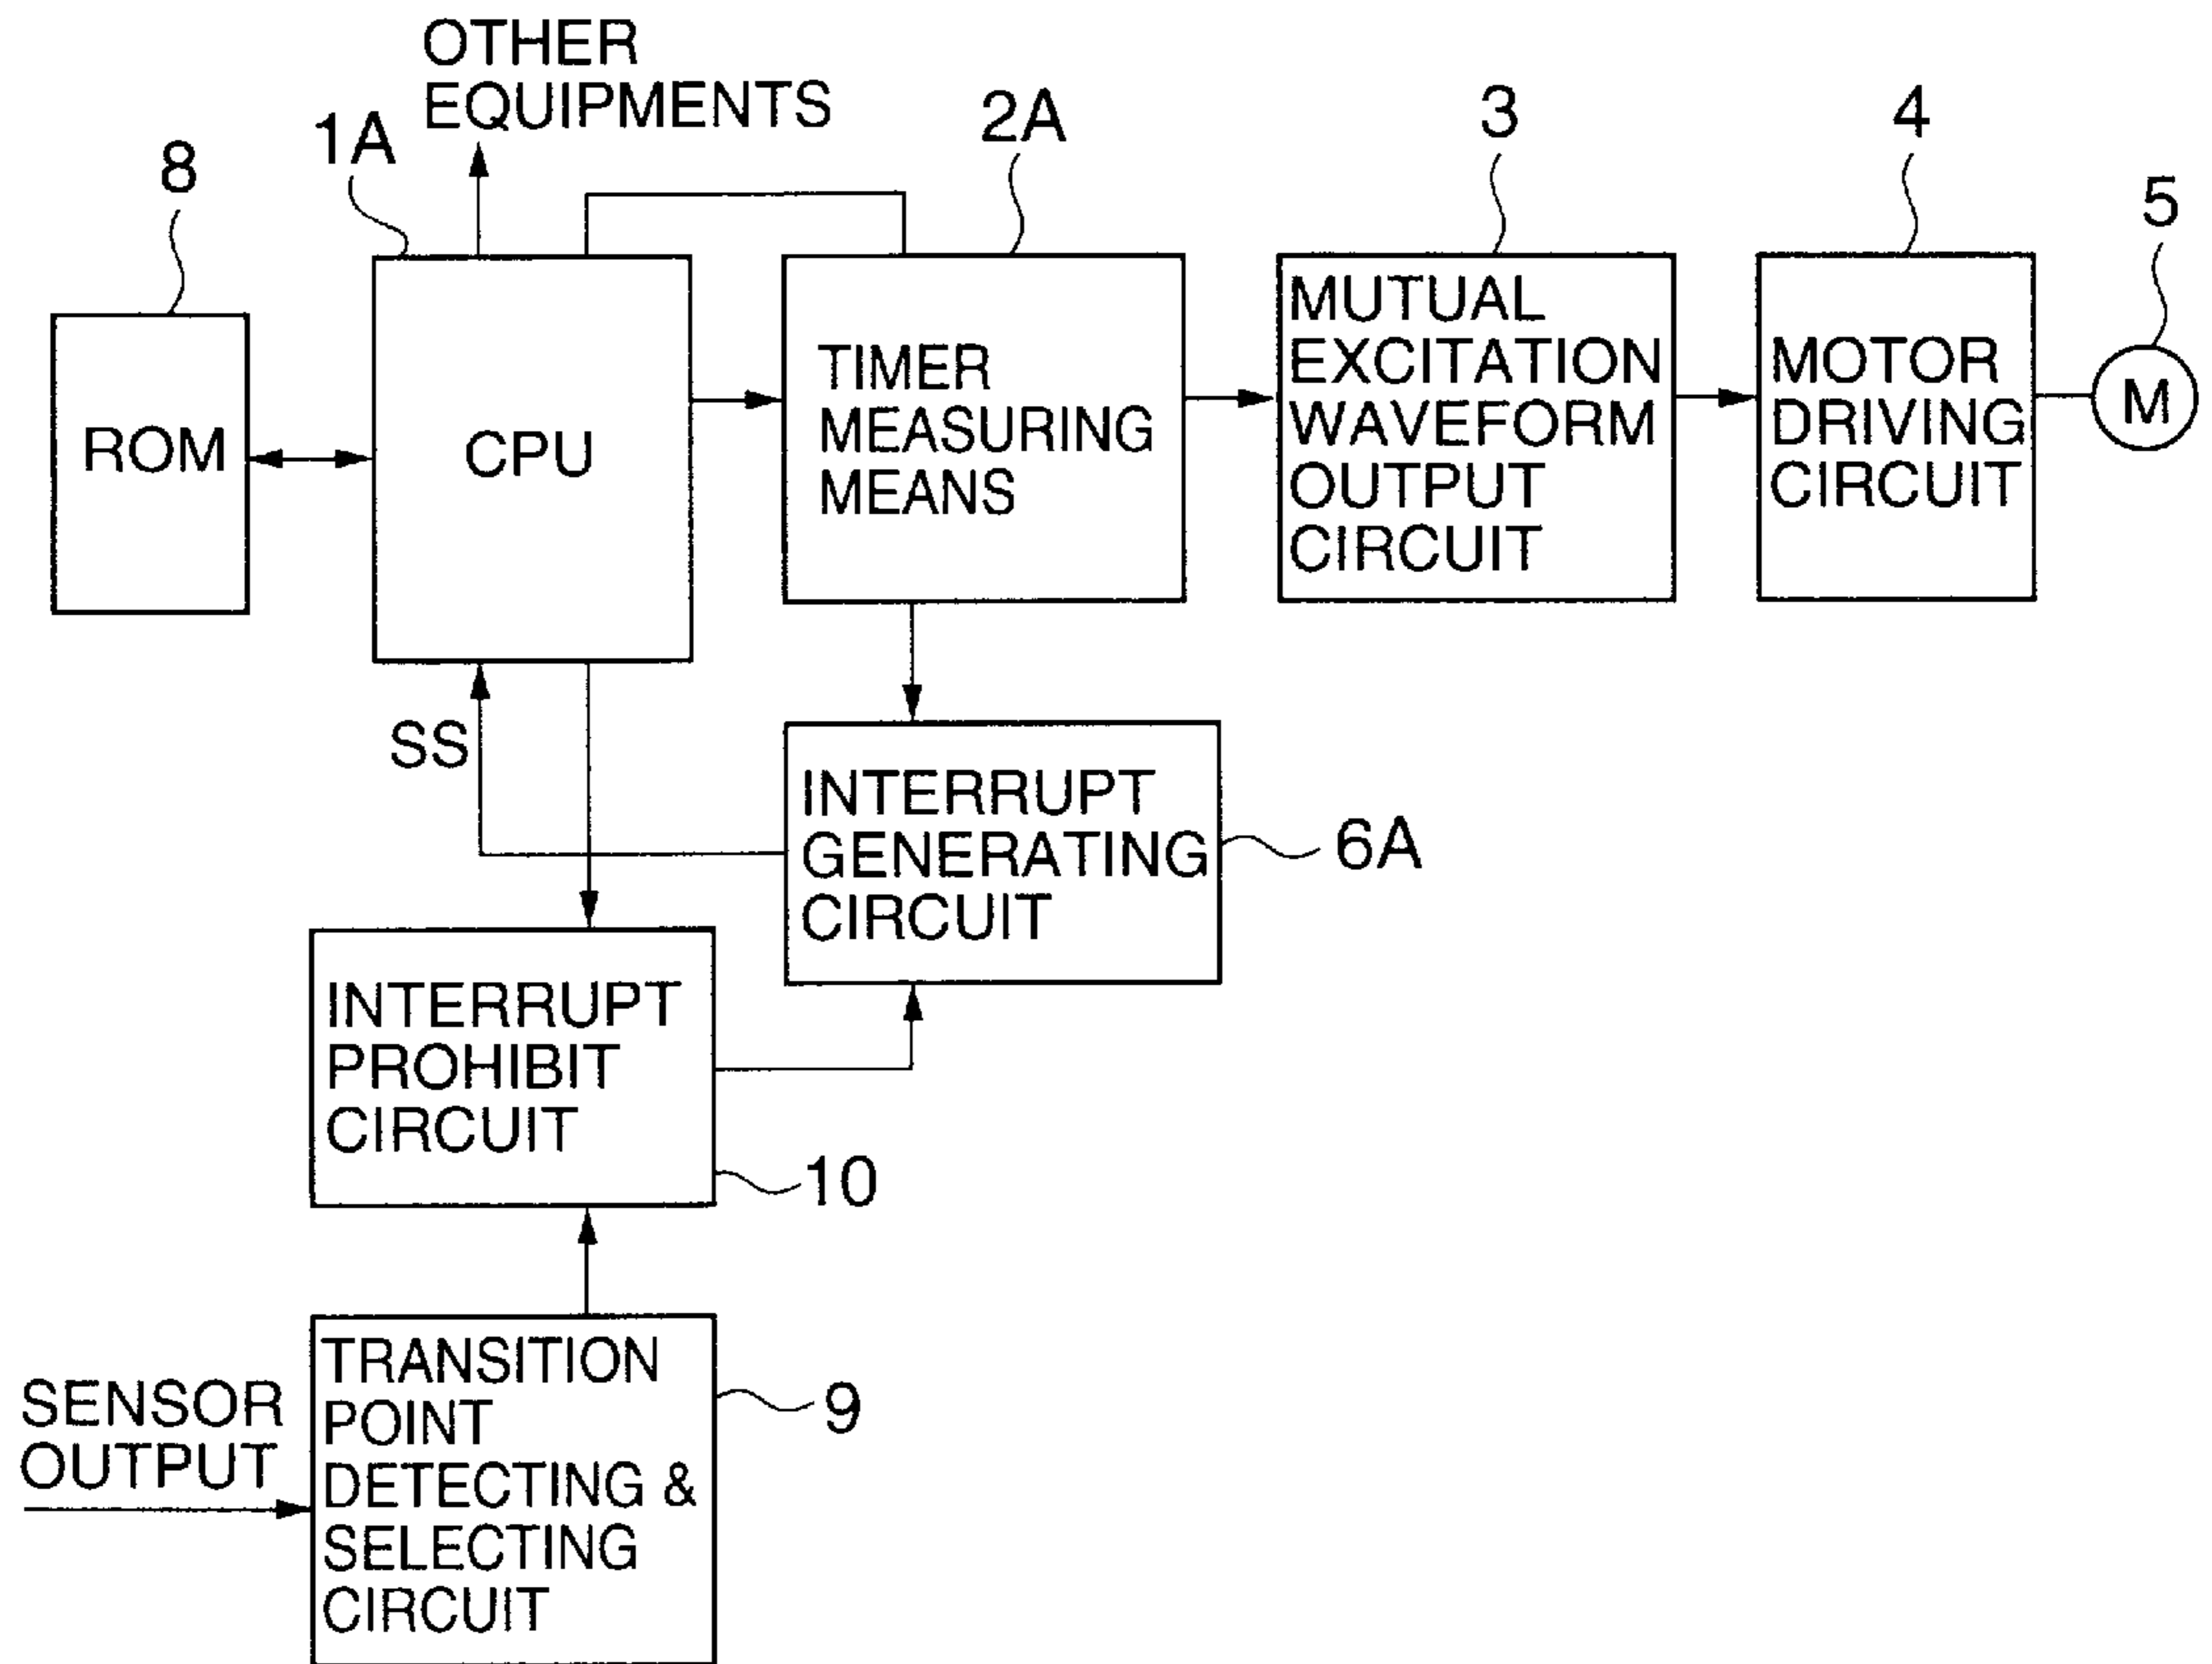 OTHER
EQUIPMENTS
8
1A
2A
3
4
5
ROM
CPU
TIMER
MEASURING
MEANS
MUTUAL
EXCITATION
WAVEFORM
OUTPUT
CIRCUIT
MOTOR
DRIVING
CIRCUIT
M
SS
INTERRUPT
GENERATING
CIRCUIT
6A
INTERRUPT
PROHIBIT
CIRCUIT
10
SENSOR
OUTPUT
TRANSITION
POINT
DETECTING &
SELECTING
CIRCUIT
9